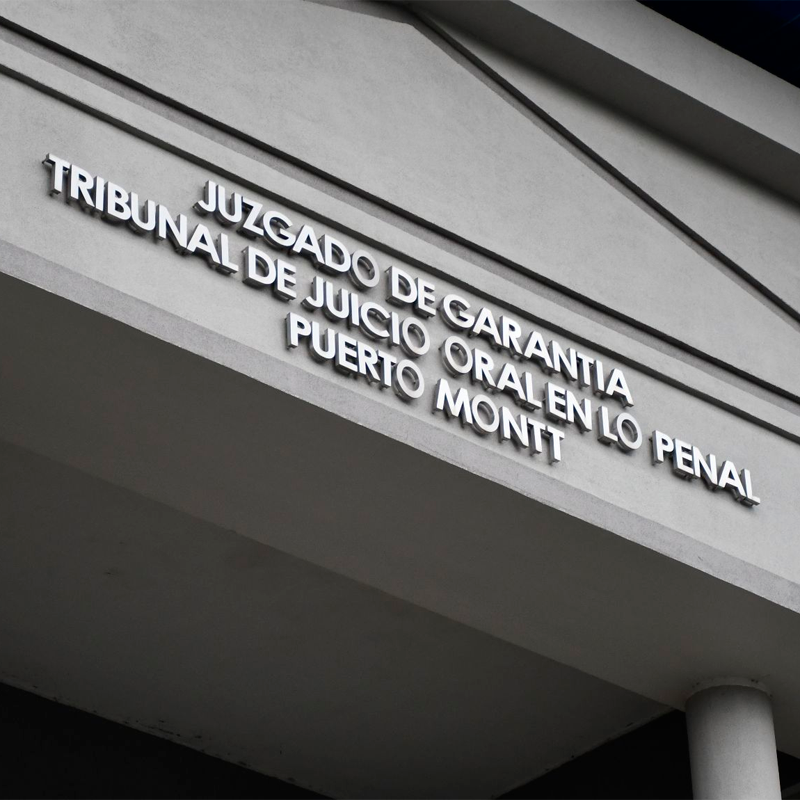 JUZGADO DE GARANTIA
TRIBUNAL DE JUICIO ORAL EN LO PENAL
PUERTO MONTT